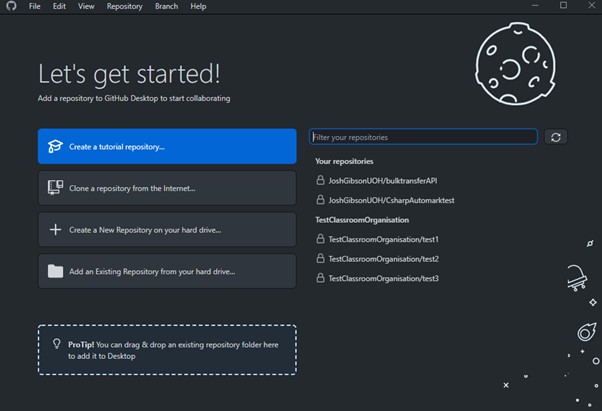 File Edit View Repository Branch Help
Let's get started!
Add a repository to GitHub Desktop to start collaborating
Create a tutorial repository...
Clone a repository from the Internet...
Create a New Repository on your hard drive...
Add an Existing Repository from your hard drive...
ProTip! You can drag & drop an existing repository folder here
to add it to Desktop
Filter your repositories
Your repositories
JoshGibsonUOH/bulktransferAPI
JoshGibsonUOH/CsharpAutomarktest
TestClassroomOrganisation
TestClassroomOrganisation/test1
TestClassroomOrganisation/test2
TestClassroomOrganisation/test3